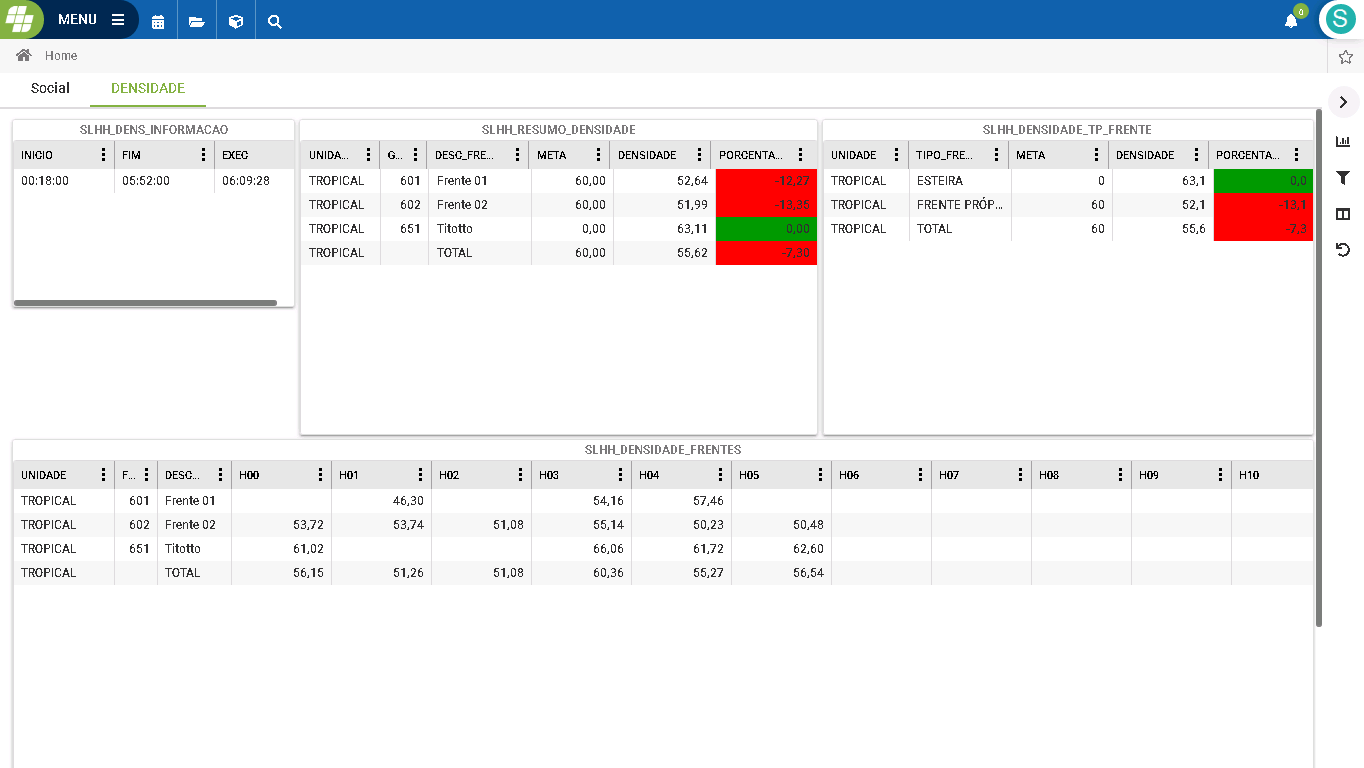 MENU
0
S
Home
Social DENSIDADE
SLHH_DENS_INFORMACAO
INICIO FIM EXEC
00:18:00 05:52:00 06:09:28
SLHH_RESUMO_DENSIDADE
UNIDA... G... DESC_FRE... META DENSIDADE PORCENTA...
TROPICAL 601 Frente 01 60,00 52,64 -12,27
TROPICAL 602 Frente 02 60,00 51,99 -13,35
TROPICAL 651 Titotto 0,00 63,11 0,00
TROPICAL TOTAL 60,00 55,62 -7,30
SLHH_DENSIDADE_TP_FRENTE
UNIDADE TIPO_FRE... META DENSIDADE PORCENTA...
TROPICAL ESTEIRA 0 63,1 0,0
TROPICAL FRENTE PRÓP... 60 52,1 -13,1
TROPICAL TOTAL 60 55,6 -7,3
SLHH_DENSIDADE_FRENTES
UNIDADE F... DESC... H00 H01 H02 H03 H04 H05 H06 H07 H08 H09 H10
TROPICAL 601 Frente 01 46,30 54,16 57,46
TROPICAL 602 Frente 02 53,72 53,74 51,08 55,14 50,23 50,48
TROPICAL 651 Titotto 61,02 66,06 61,72 62,60
TROPICAL TOTAL 56,15 51,26 51,08 60,36 55,27 56,54